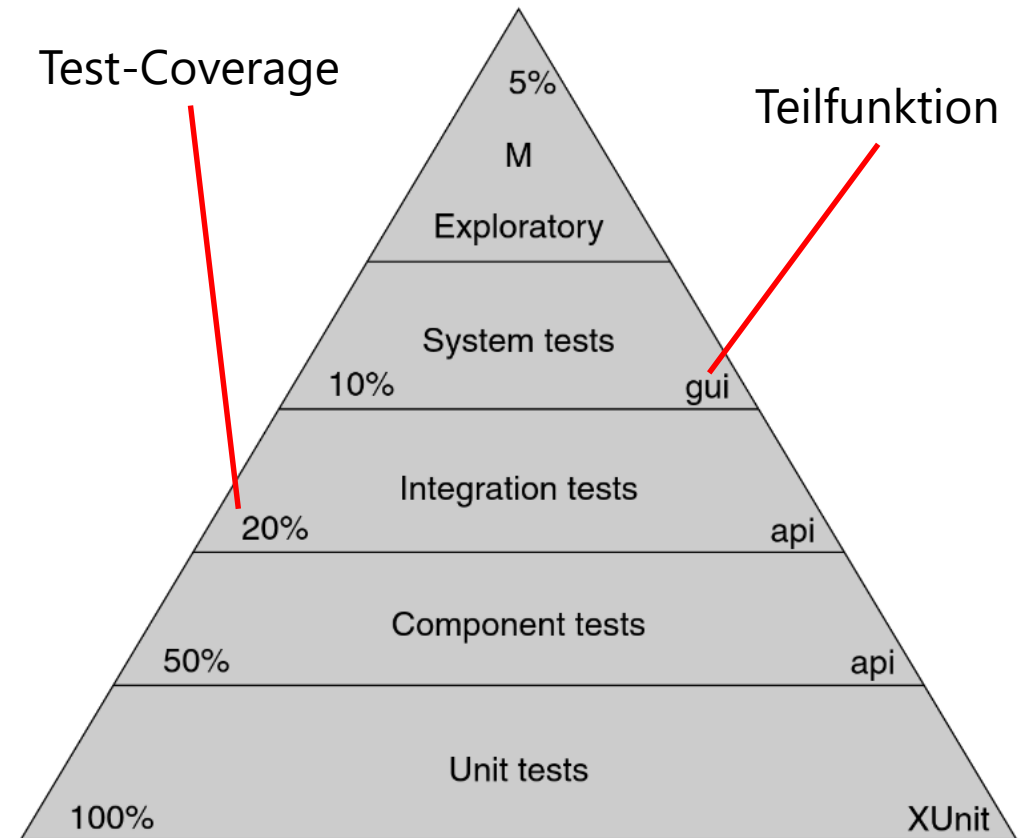 Test-Coverage
5%
Teilfunktion
M
Exploratory
System tests
10%
gui
Integration tests
20%
api
Component tests
50%
api
Unit tests
100%
XUnit